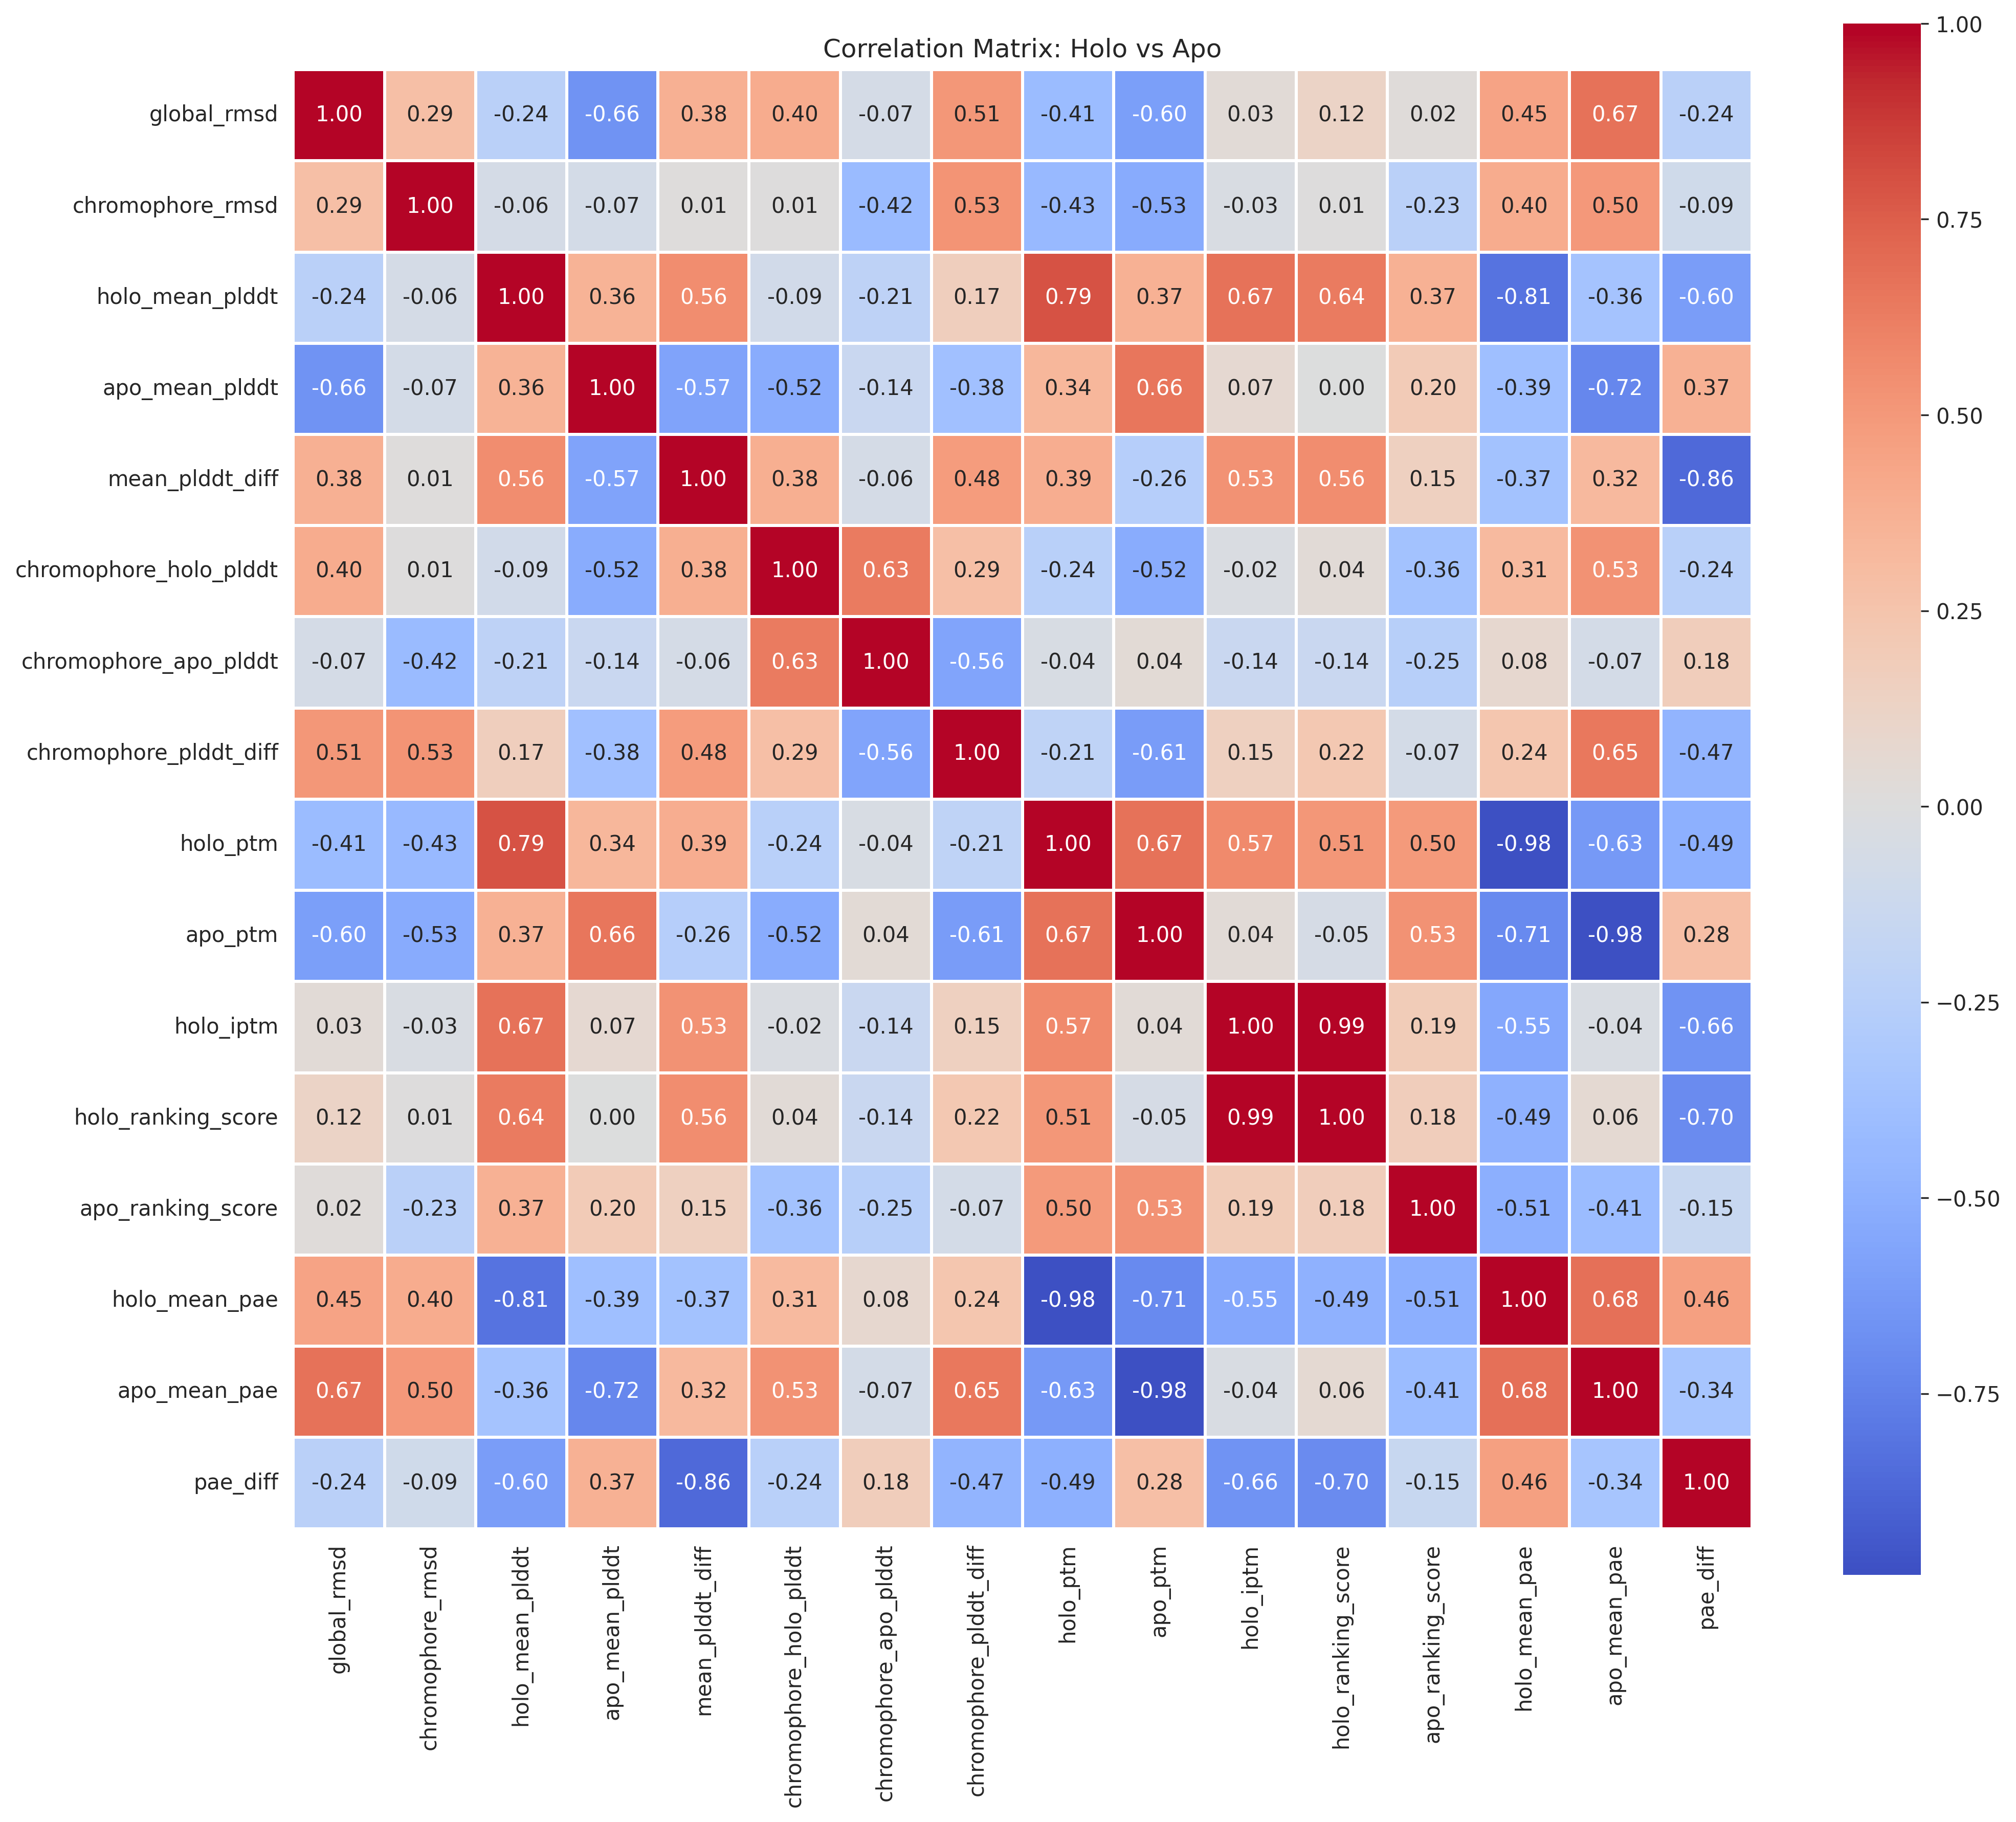 Correlation Matrix: Holo vs Apo
global_rmsd 1.00 0.29 -0.24 -0.66 0.38 0.40 -0.07 0.51 -0.41 -0.60 0.03 0.12 0.02 0.45 0.67 -0.24
chromophore_rmsd 0.29 1.00 -0.06 -0.07 0.01 0.01 -0.42 0.53 -0.43 -0.53 -0.03 0.01 -0.23 0.40 0.50 -0.09
holo_mean_plddt -0.24 -0.06 1.00 0.36 0.56 -0.09 -0.21 0.17 0.79 0.37 0.67 0.64 0.37 -0.81 -0.36 -0.60
apo_mean_plddt -0.66 -0.07 0.36 1.00 -0.57 -0.52 -0.14 -0.38 0.34 0.66 0.07 0.00 0.20 -0.39 -0.72 0.37
mean_plddt_diff 0.38 0.01 0.56 -0.57 1.00 0.38 -0.06 0.48 0.39 -0.26 0.53 0.56 0.15 -0.37 0.32 -0.86
chromophore_holo_plddt 0.40 0.01 -0.09 -0.52 0.38 1.00 0.63 0.29 -0.24 -0.52 -0.02 0.04 -0.36 0.31 0.53 -0.24
chromophore_apo_plddt -0.07 -0.42 -0.21 -0.14 -0.06 0.63 1.00 -0.56 -0.04 0.04 -0.14 -0.14 -0.25 0.08 -0.07 0.18
chromophore_plddt_diff 0.51 0.53 0.17 -0.38 0.48 0.29 -0.56 1.00 -0.21 -0.61 0.15 0.22 -0.07 0.24 0.65 -0.47
holo_ptm -0.41 -0.43 0.79 0.34 0.39 -0.24 -0.04 -0.21 1.00 0.67 0.57 0.51 0.50 -0.98 -0.63 -0.49
apo_ptm -0.60 -0.53 0.37 0.66 -0.26 -0.52 0.04 -0.61 0.67 1.00 0.04 -0.05 0.53 -0.71 -0.98 0.28
holo_iptm 0.03 -0.03 0.67 0.07 0.53 -0.02 -0.14 0.15 0.57 0.04 1.00 0.99 0.19 -0.55 -0.04 -0.66
holo_ranking_score 0.12 0.01 0.64 0.00 0.56 0.04 -0.14 0.22 0.51 -0.05 0.99 1.00 0.18 -0.49 0.06 -0.70
apo_ranking_score 0.02 -0.23 0.37 0.20 0.15 -0.36 -0.25 -0.07 0.50 0.53 0.19 0.18 1.00 -0.51 -0.41 -0.15
holo_mean_pae 0.45 0.40 -0.81 -0.39 -0.37 0.31 0.08 0.24 -0.98 -0.71 -0.55 -0.49 -0.51 1.00 0.68 0.46
apo_mean_pae 0.67 0.50 -0.36 -0.72 0.32 0.53 -0.07 0.65 -0.63 -0.98 -0.04 0.06 -0.41 0.68 1.00 -0.34
pae_diff -0.24 -0.09 -0.60 0.37 -0.86 -0.24 0.18 -0.47 -0.49 0.28 -0.66 -0.70 -0.15 0.46 -0.34 1.00
global_rmsd
chromophore_rmsd
holo_mean_plddt
apo_mean_plddt
mean_plddt_diff
chromophore_holo_plddt
chromophore_apo_plddt
chromophore_plddt_diff
holo_ptm
apo_ptm
holo_iptm
holo_ranking_score
apo_ranking_score
holo_mean_pae
apo_mean_pae
pae_diff
1.00
0.75
0.50
0.25
0.00
−0.25
−0.50
−0.75